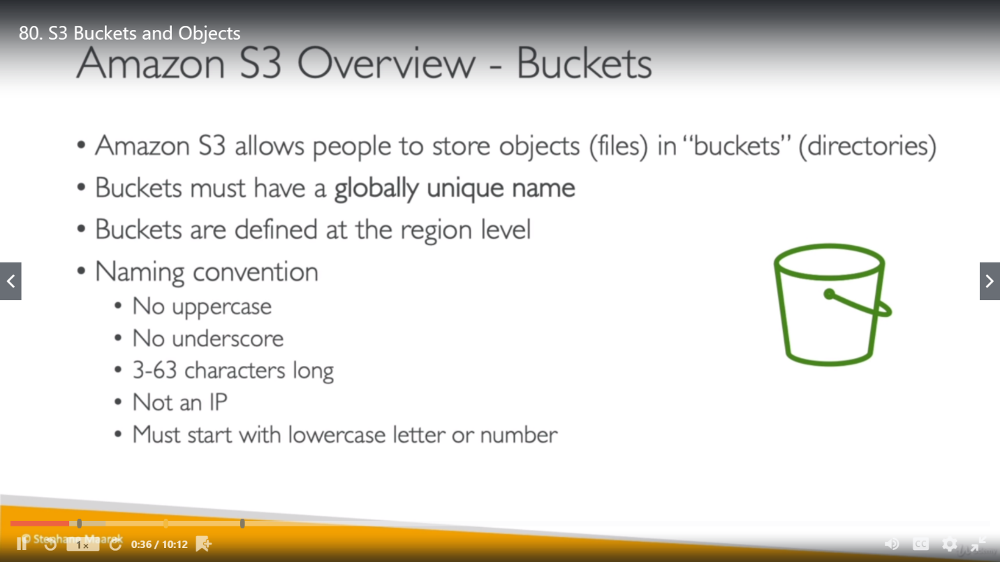 80. S3 Buckets and Objects
Amazon S3 Overview - Buckets
• Amazon S3 allows people to store objects (files) in “buckets” (directories)
• Buckets must have a globally unique name
• Buckets are defined at the region level
• Naming convention
• No uppercase
• No underscore
• 3-63 characters long
• Not an IP
• Must start with lowercase letter or number
© Stephane Maarek
1x
0:36 / 10:12
CC